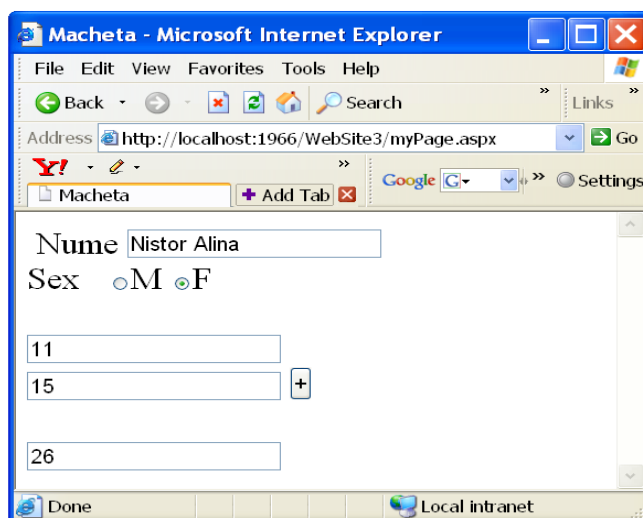 Macheta - Microsoft Internet Explorer
File Edit View Favorites Tools Help
Back Search » Links »
Address http://localhost:1966/WebSite3/myPage.aspx Go
Y! » Google G » Settings
Macheta + Add Tab
Nume Nistor Alina
Sex M F
11
15 +
26
Done Local intranet